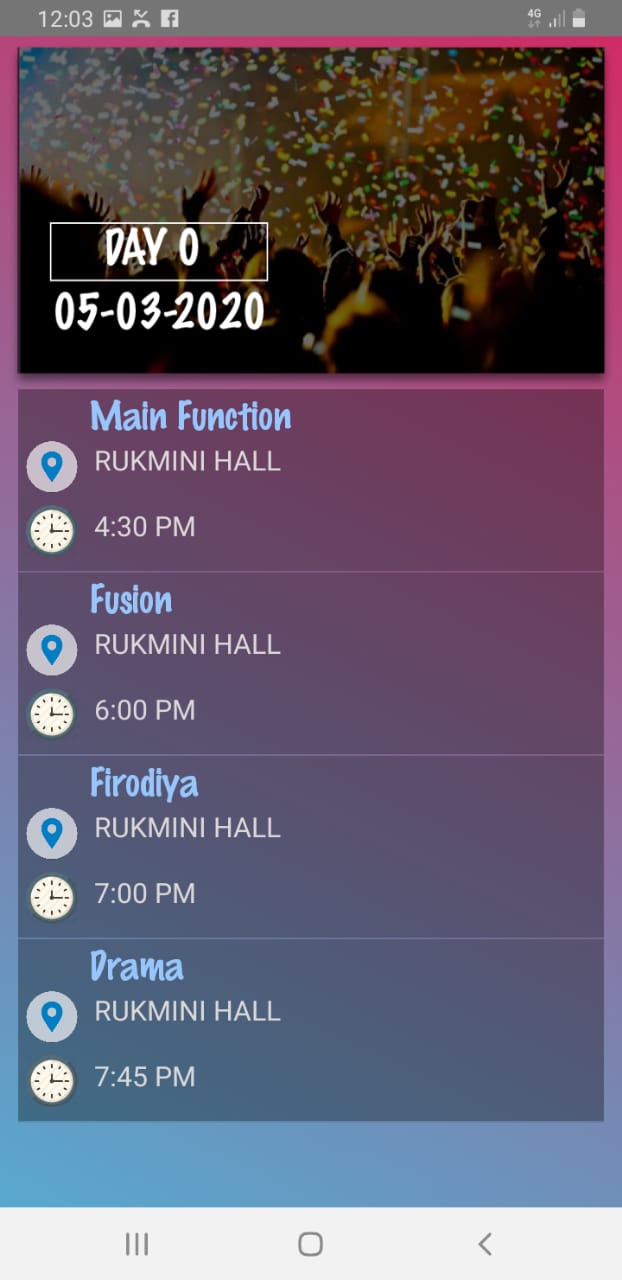 12:03
4G
DAY 0
05-03-2020
Main Function
RUKMINI HALL
4:30 PM
Fusion
RUKMINI HALL
6:00 PM
Firodiya
RUKMINI HALL
7:00 PM
Drama
RUKMINI HALL
7:45 PM